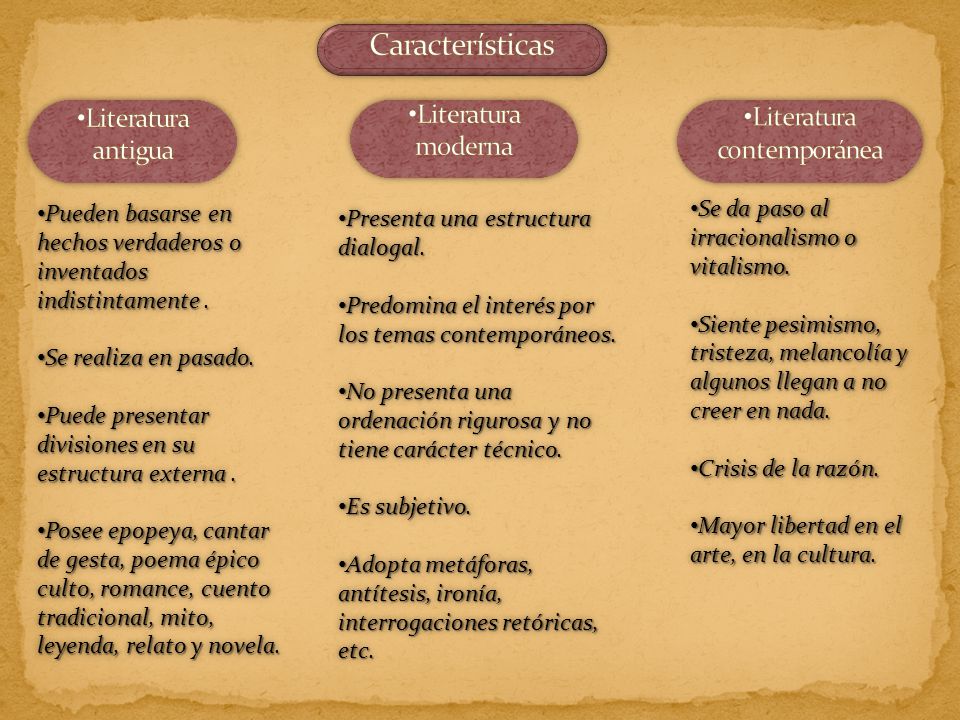 Características
•Literatura
antigua
•Pueden basarse en
hechos verdaderos o
inventados
indistintamente .
•Se realiza en pasado.
•Puede presentar
divisiones en su
estructura externa .
•Posee epopeya, cantar
de gesta, poema épico
culto, romance, cuento
tradicional, mito,
leyenda, relato y novela.
•Literatura
moderna
•Presenta una estructura
dialogal.
•Predomina el interés por
los temas contemporáneos.
•No presenta una
ordenación rigurosa y no
tiene carácter técnico.
•Es subjetivo.
•Adopta metáforas,
antítesis, ironía,
interrogaciones retóricas,
etc.
•Literatura
contemporánea
•Se da paso al
irracionalismo o
vitalismo.
•Siente pesimismo,
tristeza, melancolía y
algunos llegan a no
creer en nada.
•Crisis de la razón.
•Mayor libertad en el
arte, en la cultura.